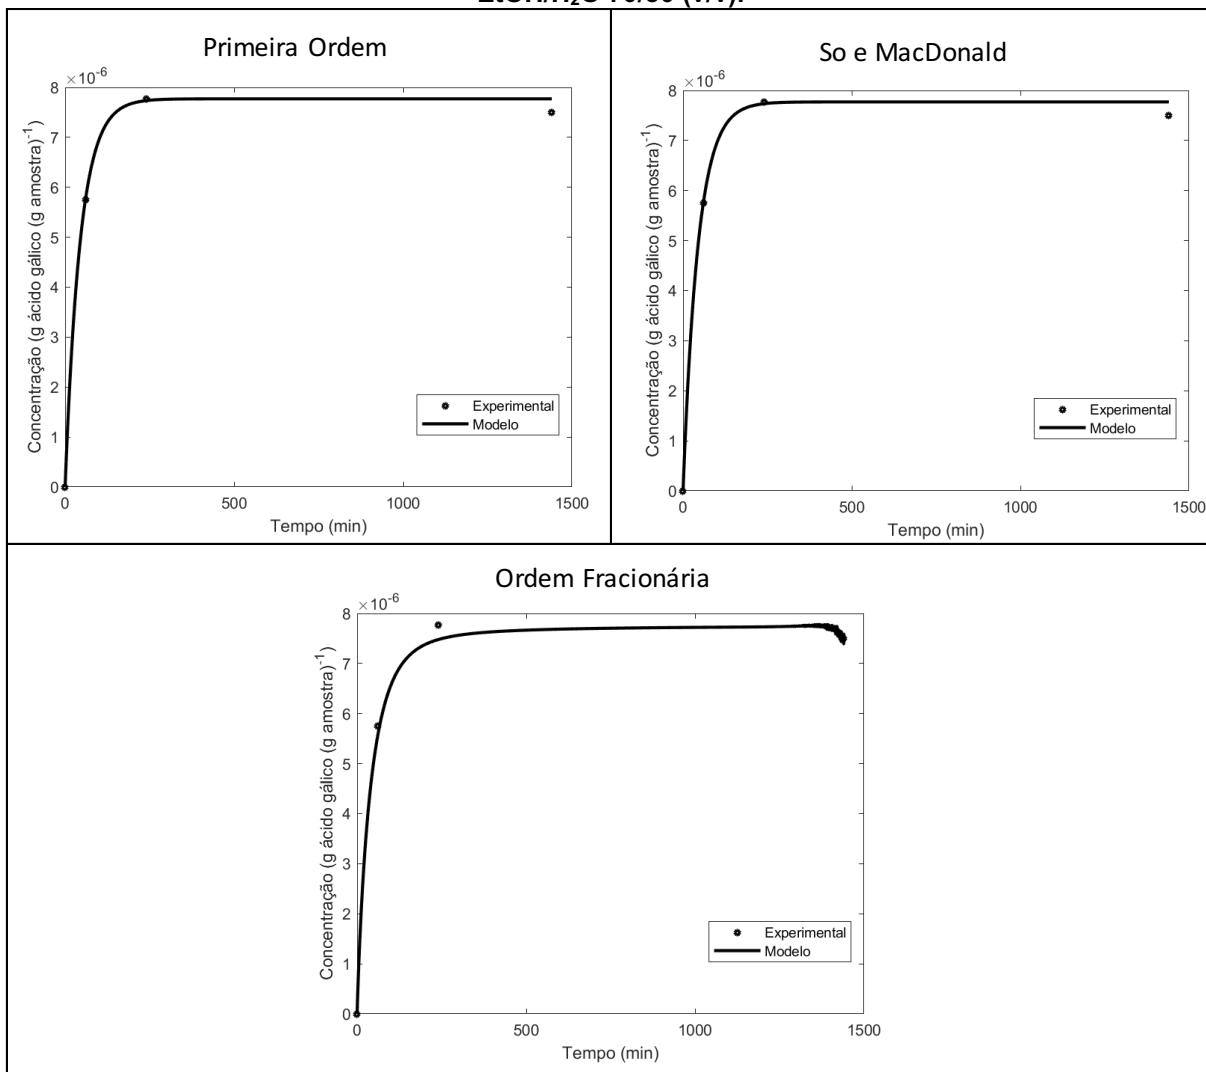 Primeira Ordem
×10⁻⁶
8
7
6
5
4
3
2
1
0
Concentração (g ácido gálico (g amostra)⁻¹)
Experimental
Modelo
0
500
1000
1500
Tempo (min)
So e MacDonald
×10⁻⁶
8
7
6
5
4
3
2
1
0
Concentração (g ácido gálico (g amostra)⁻¹)
Experimental
Modelo
0
500
1000
1500
Tempo (min)
Ordem Fracionária
×10⁻⁶
8
7
6
5
4
3
2
1
0
Concentração (g ácido gálico (g amostra)⁻¹)
Experimental
Modelo
0
500
1000
1500
Tempo (min)